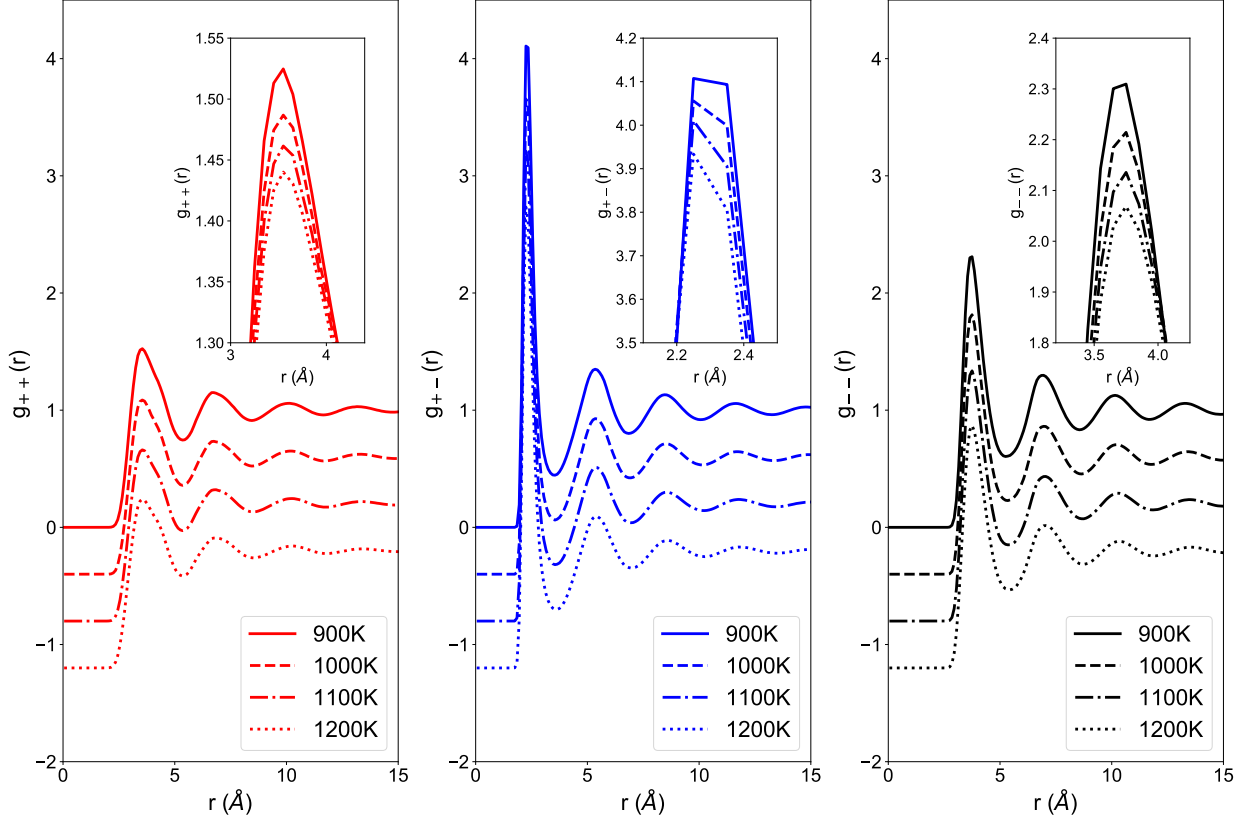 g++(r)
4
3
2
1
0
−1
−2
0
5
10
15
r (Å)
1.55
1.50
1.45
1.40
1.35
1.30
g++(r)
3
4
r (Å)
900K
1000K
1100K
1200K
g+−(r)
4
3
2
1
0
−1
−2
0
5
10
15
r (Å)
4.2
4.1
4.0
3.9
3.8
3.7
3.6
3.5
g+−(r)
2.2
2.4
r (Å)
900K
1000K
1100K
1200K
g−−(r)
4
3
2
1
0
−1
−2
0
5
10
15
r (Å)
2.4
2.3
2.2
2.1
2.0
1.9
1.8
g−−(r)
3.5
4.0
r (Å)
900K
1000K
1100K
1200K